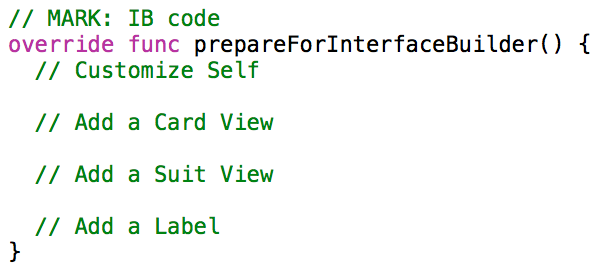 // MARK: IB code
override func prepareForInterfaceBuilder() {
  // Customize Self
  // Add a Card View
  // Add a Suit View
  // Add a Label
}